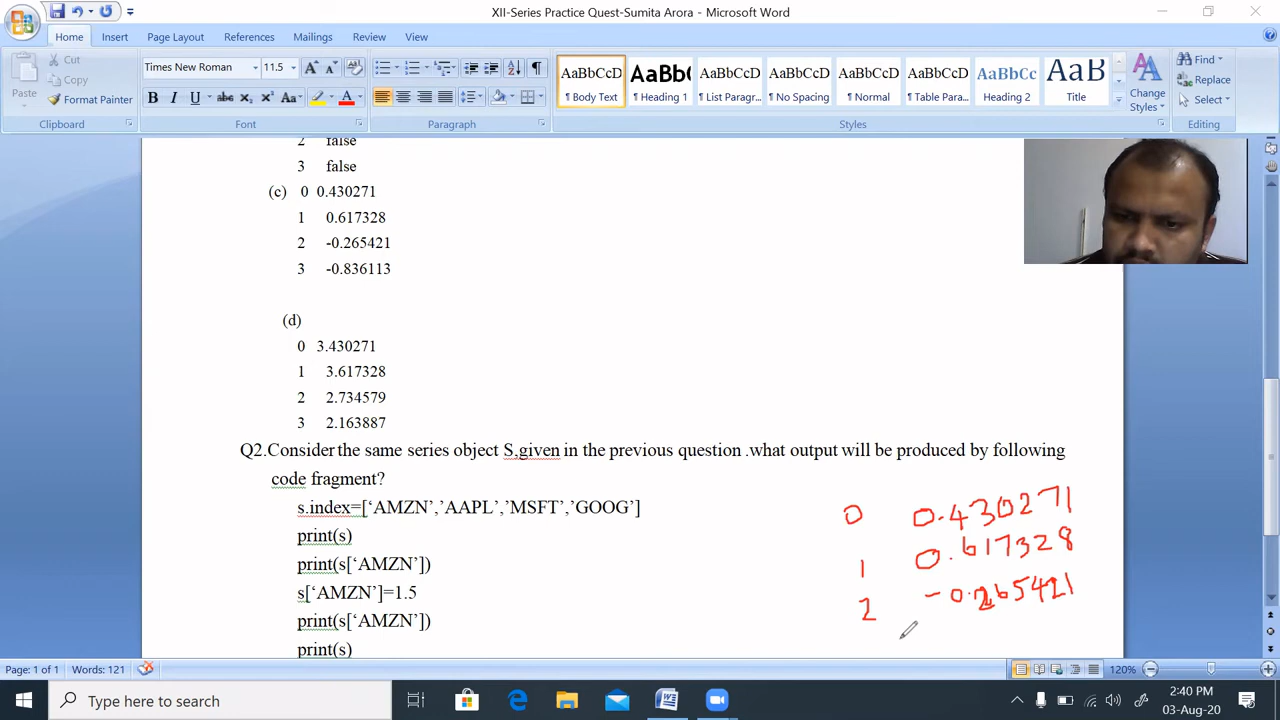 XII-Series Practice Quest-Sumita Arora - Microsoft Word
Home Insert Page Layout References Mailings Review View
Cut
Copy
Format Painter
Paste
Clipboard
Times New Roman 11.5
B I U abc x₂ x² Aa
Font
Paragraph
AaBbCcD AaBbC AaBbCcD AaBbCcD AaBbCcD AaBbCcD AaBbCc AaB
¶ Body Text ¶ Heading 1 ¶ List Paragr... ¶ No Spacing ¶ Normal ¶ Table Para... ¶ Heading 2 ¶ Title
Change Styles
Styles
Find
Replace
Select
Editing
2 false
3 false
(c) 0 0.430271
1 0.617328
2 -0.265421
3 -0.836113
(d)
0 3.430271
1 3.617328
2 2.734579
3 2.163887
Q2.Consider the same series object S,given in the previous question .what output will be produced by following
code fragment?
s.index=[‘AMZN’,’AAPL’,’MSFT’,’GOOG’]
print(s)
print(s[‘AMZN’])
s[‘AMZN’]=1.5
print(s[‘AMZN’])
print(s)
0 0.430271
1 0.617328
2 -0.265421
Page: 1 of 1 Words: 121 120%
Type here to search
2:40 PM
03-Aug-20